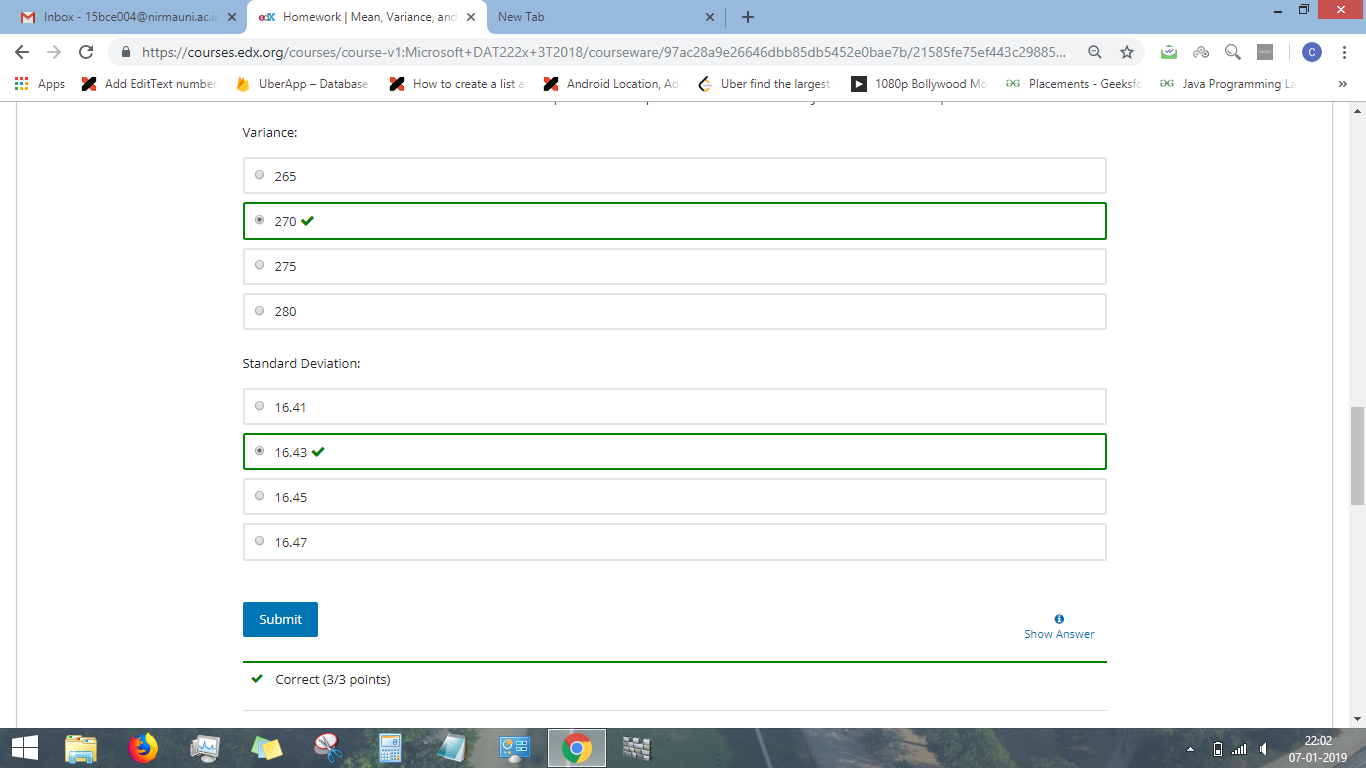 Inbox - 15bce004@nirmauni.ac.in
edX Homework | Mean, Variance, and
New Tab
https://courses.edx.org/courses/course-v1:Microsoft+DAT222x+3T2018/courseware/97ac28a9e26646dbb85db5452e0bae7b/21585fe75ef443c29885...
C
Apps
Add EditText number
UberApp – Database
How to create a list a
Android Location, Ad
Uber find the largest
1080p Bollywood Mo
Placements - Geeksfo
Java Programming La
»
Variance:
265
270
275
280
Standard Deviation:
16.41
16.43
16.45
16.47
Submit
Show Answer
Correct (3/3 points)
22:02
07-01-2019